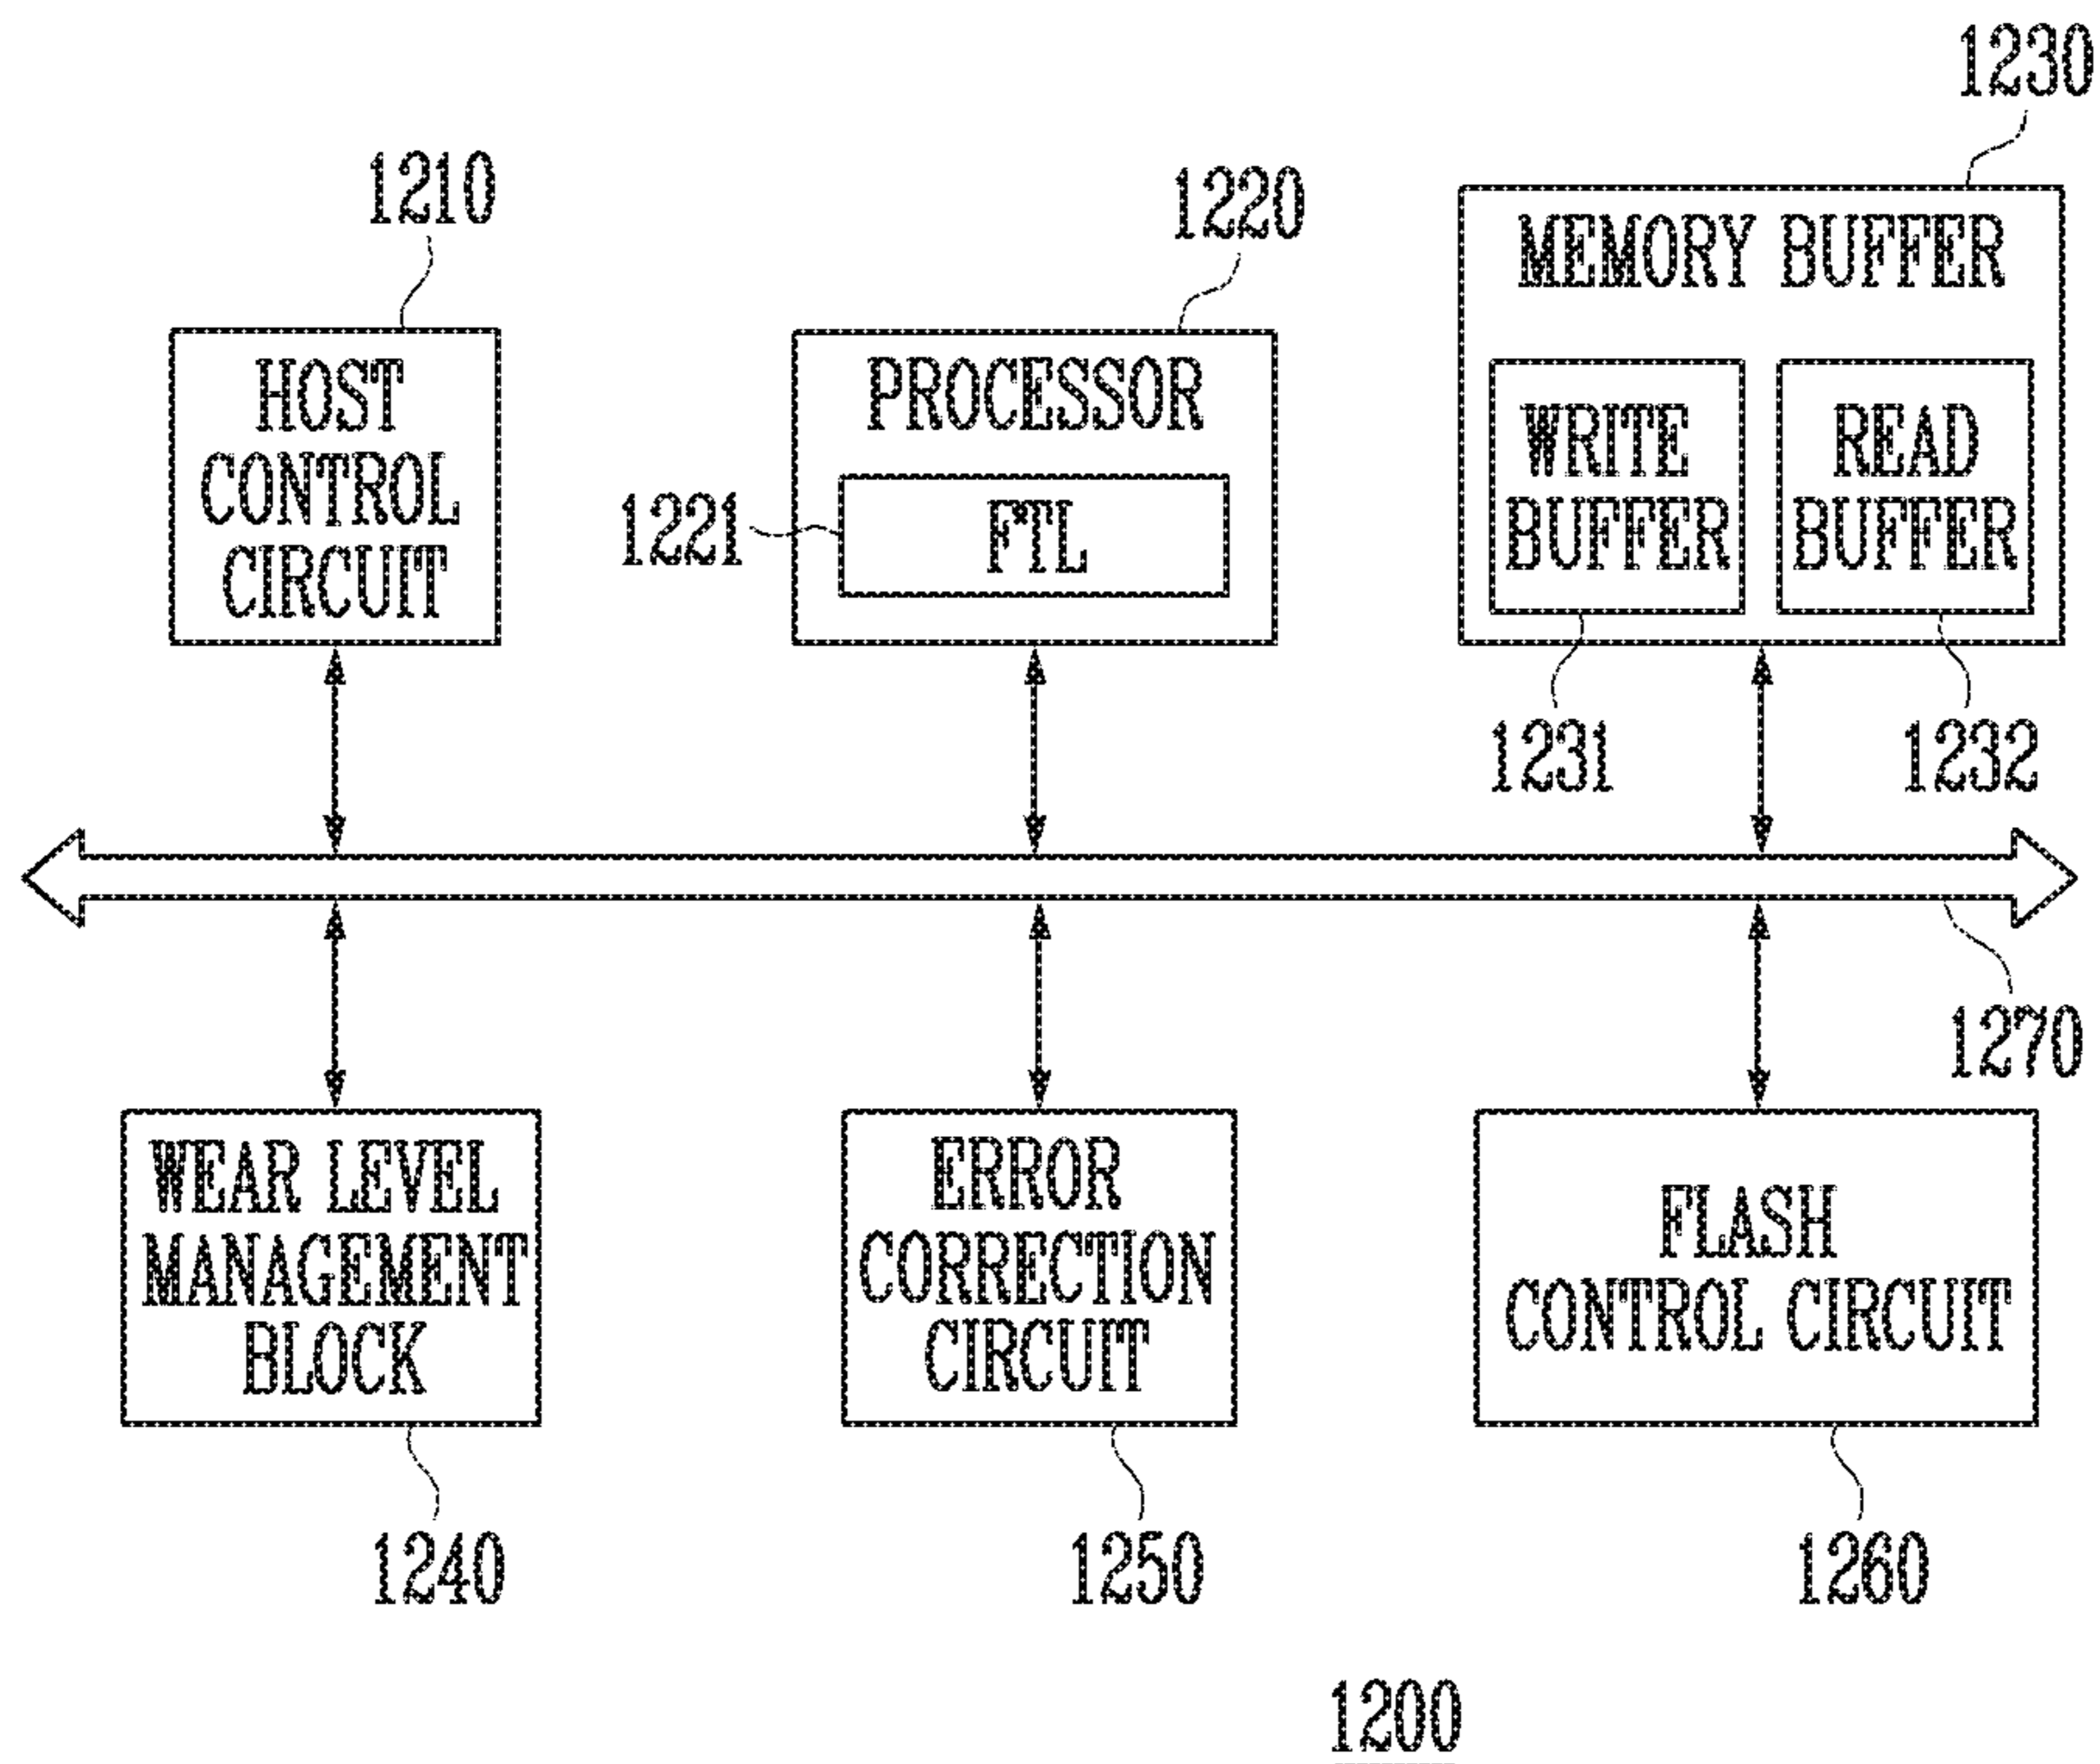 1230
1210
1220
MEMORY BUFFER
HOST
CONTROL
CIRCUIT
PROCESSOR
1221
FTL
WRITE
BUFFER
READ
BUFFER
1231
1232
1270
WEAR LEVEL
MANAGEMENT
BLOCK
ERROR
CORRECTION
CIRCUIT
FLASH
CONTROL CIRCUIT
1240
1250
1260
1200